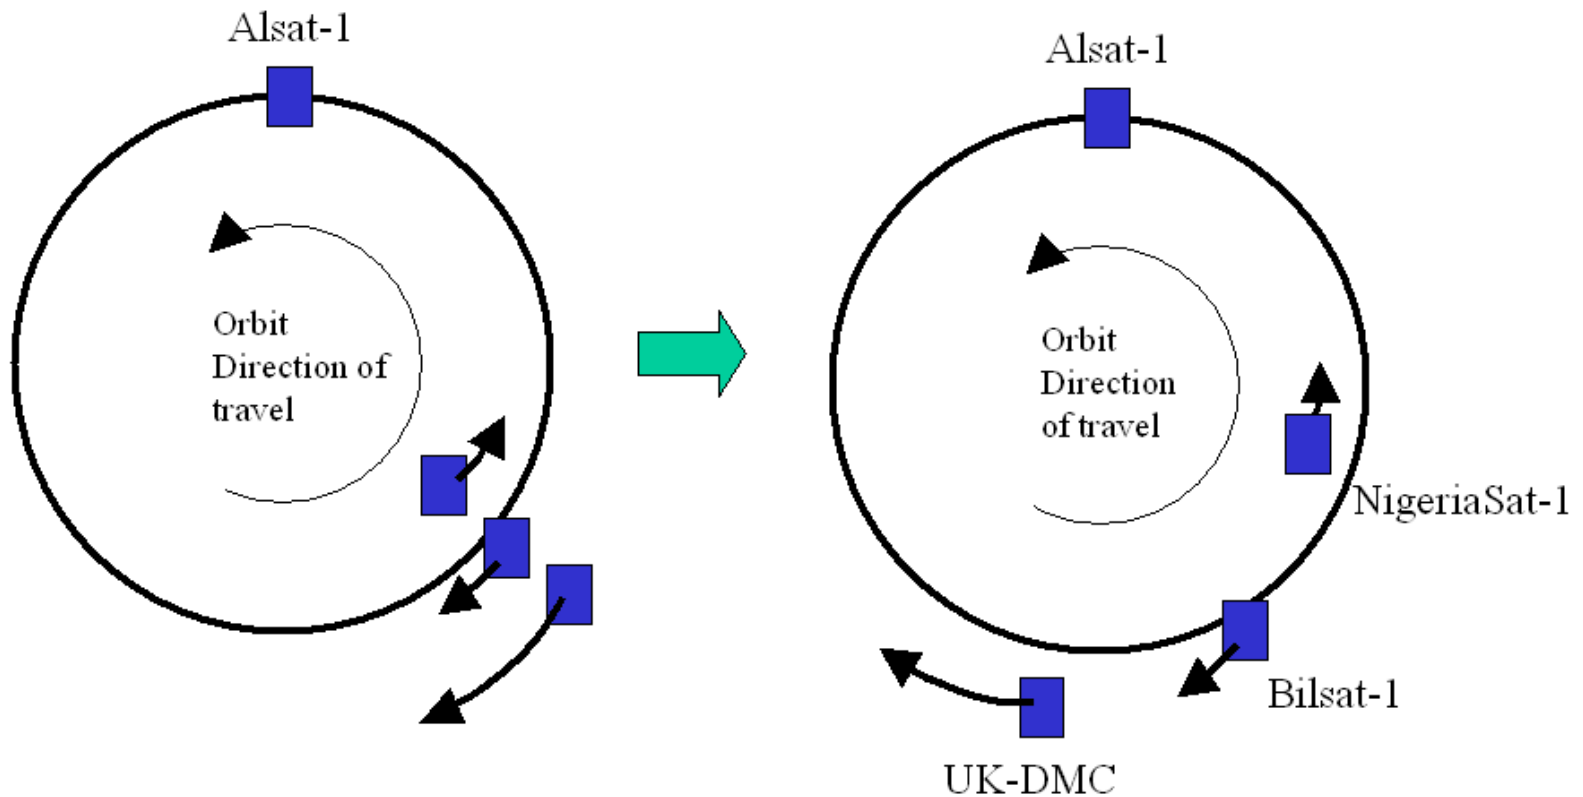 Alsat-1
Orbit
Direction of
travel
Alsat-1
Orbit
Direction
of travel
NigeriaSat-1
Bilsat-1
UK-DMC